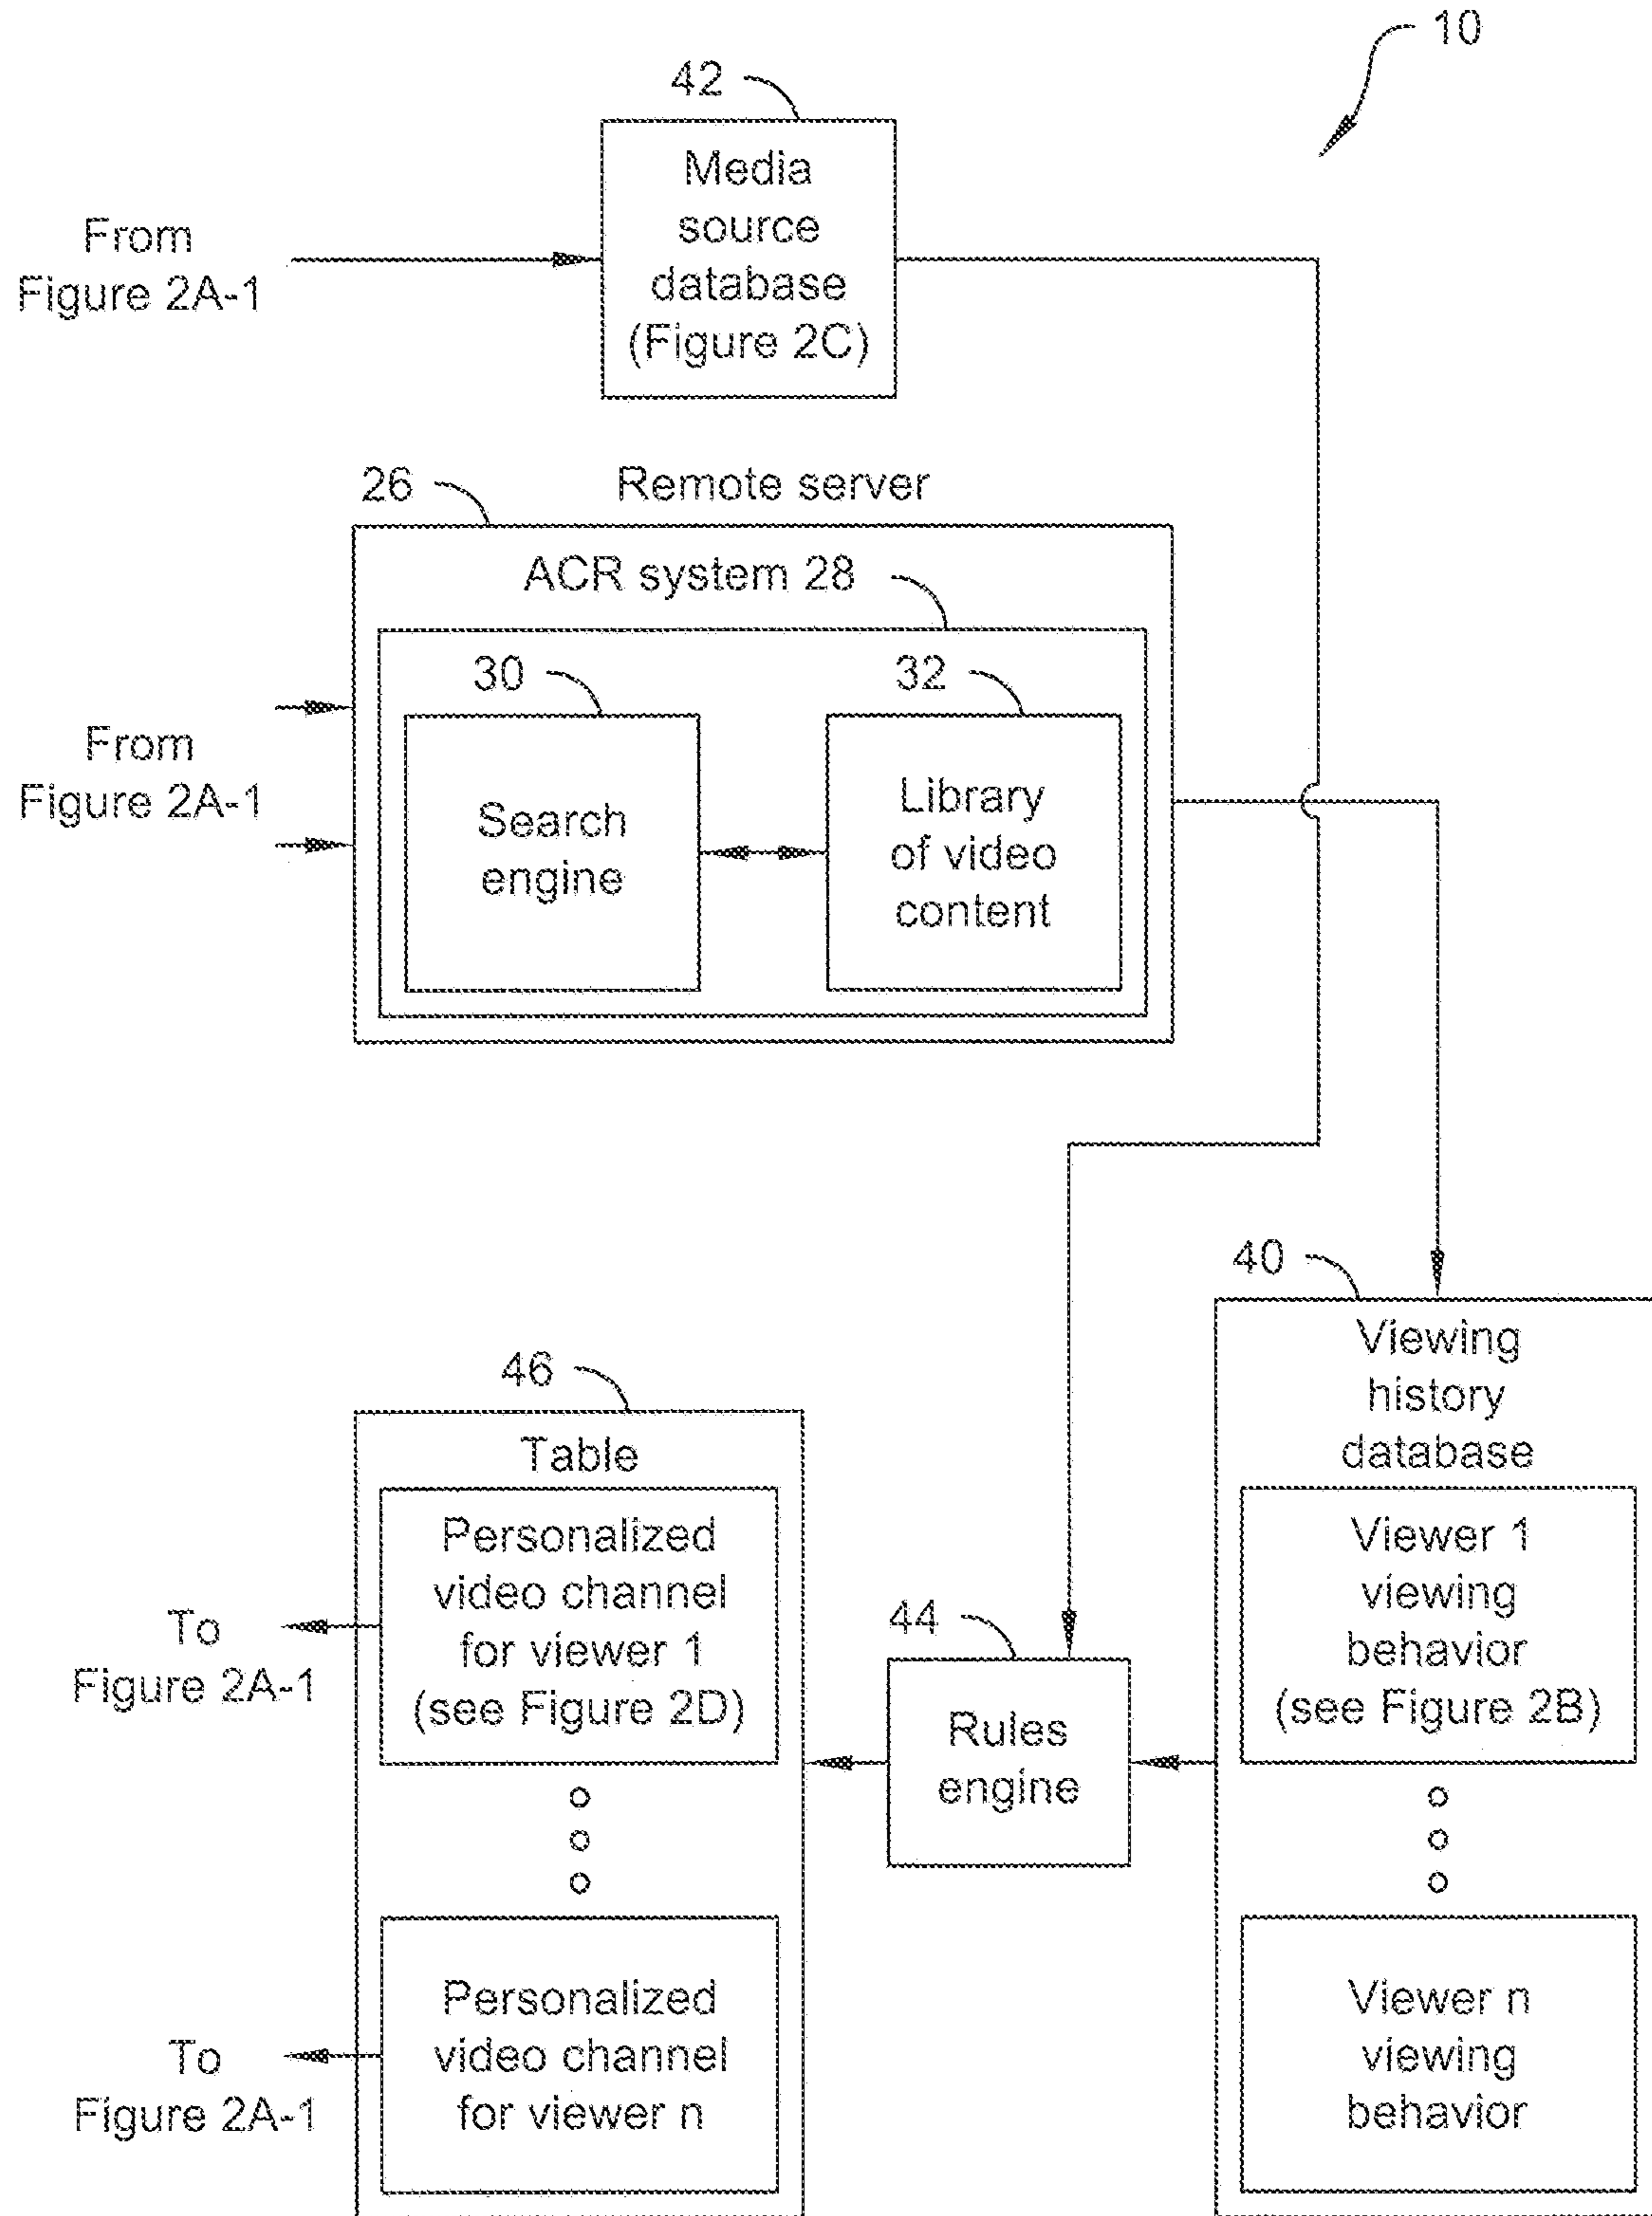 10
42
Media
source
database
(Figure 2C)
From
Figure 2A-1
26
Remote server
ACR system 28
30
32
From
Figure 2A-1
Search
engine
Library
of video
content
40
Viewing
history
database
46
Table
Personalized
video channel
for viewer 1
(see Figure 2D)
To
Figure 2A-1
44
Rules
engine
Viewer 1
viewing
behavior
(see Figure 2B)
Personalized
video channel
for viewer n
To
Figure 2A-1
Viewer n
viewing
behavior